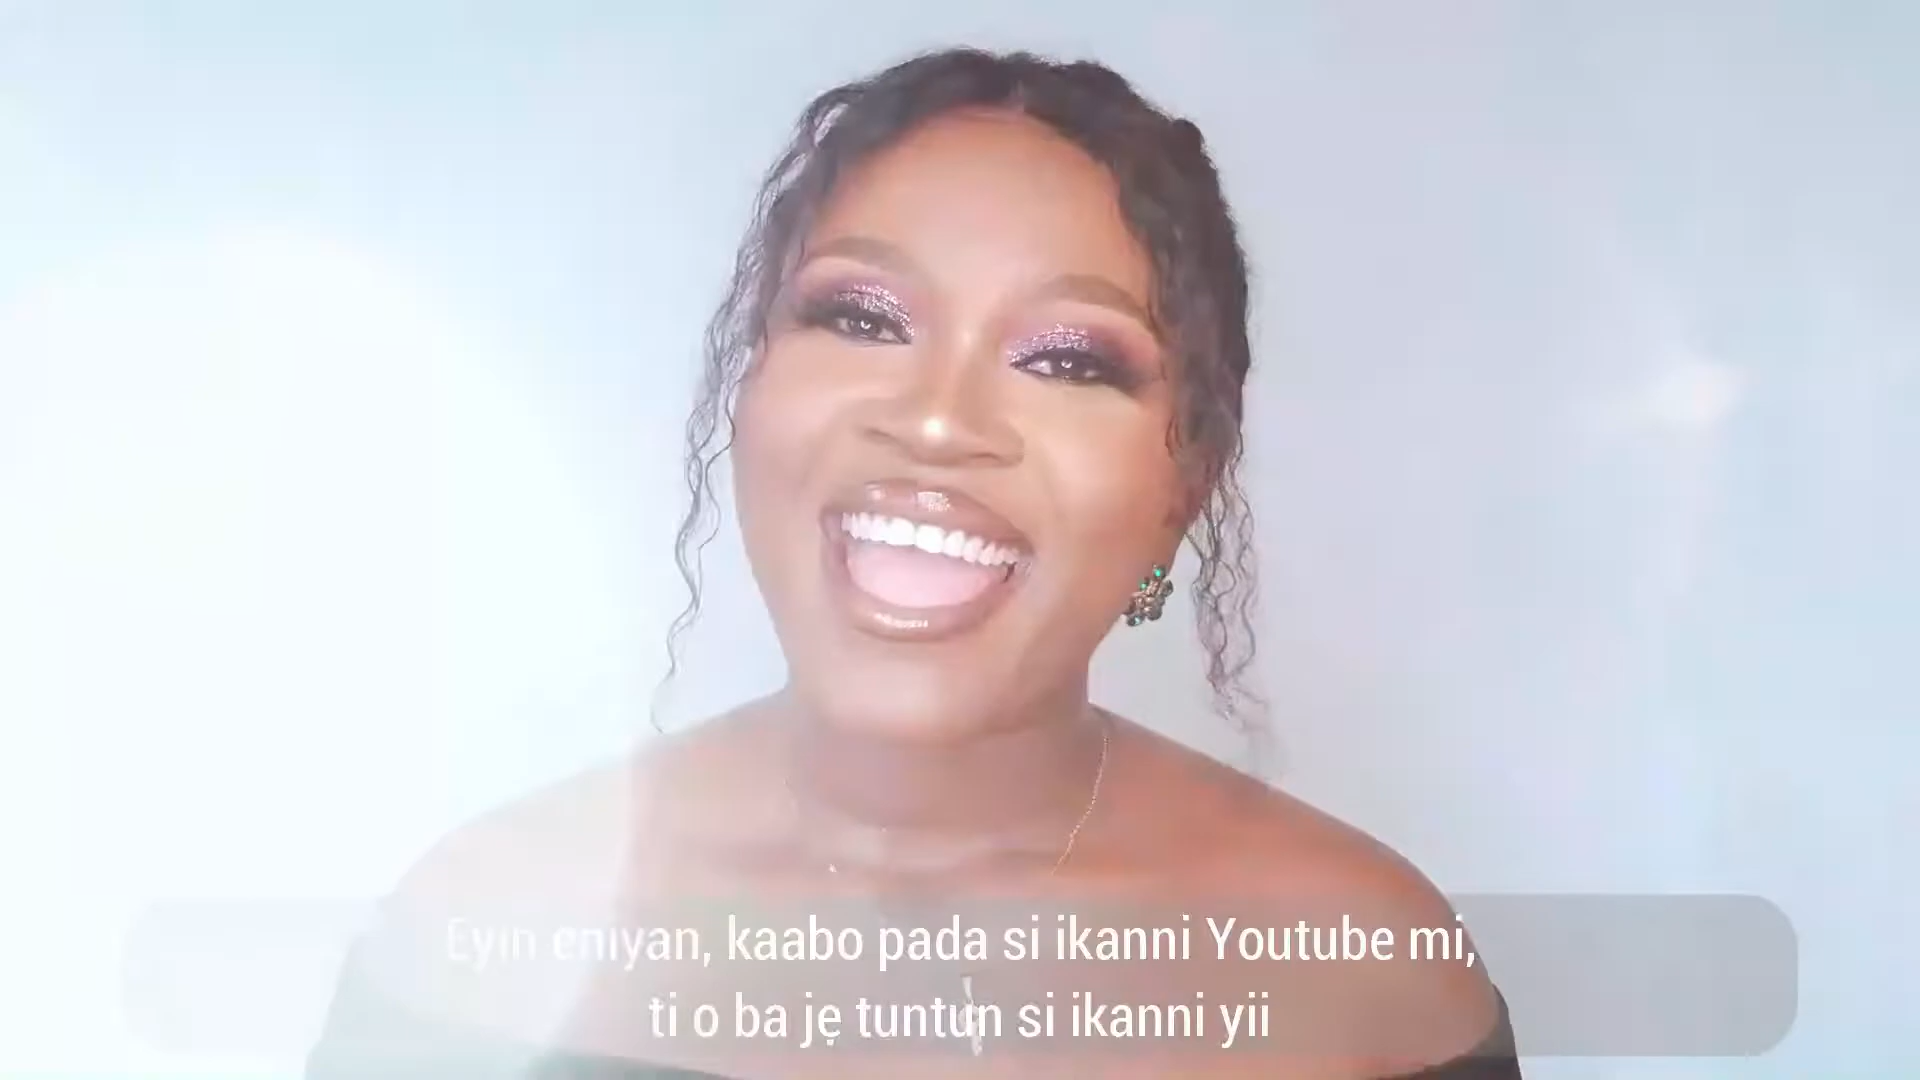 Eyin eniyan, kaabo pada si ikanni Youtube mi,
ti o ba jẹ tuntun si ikanni yii